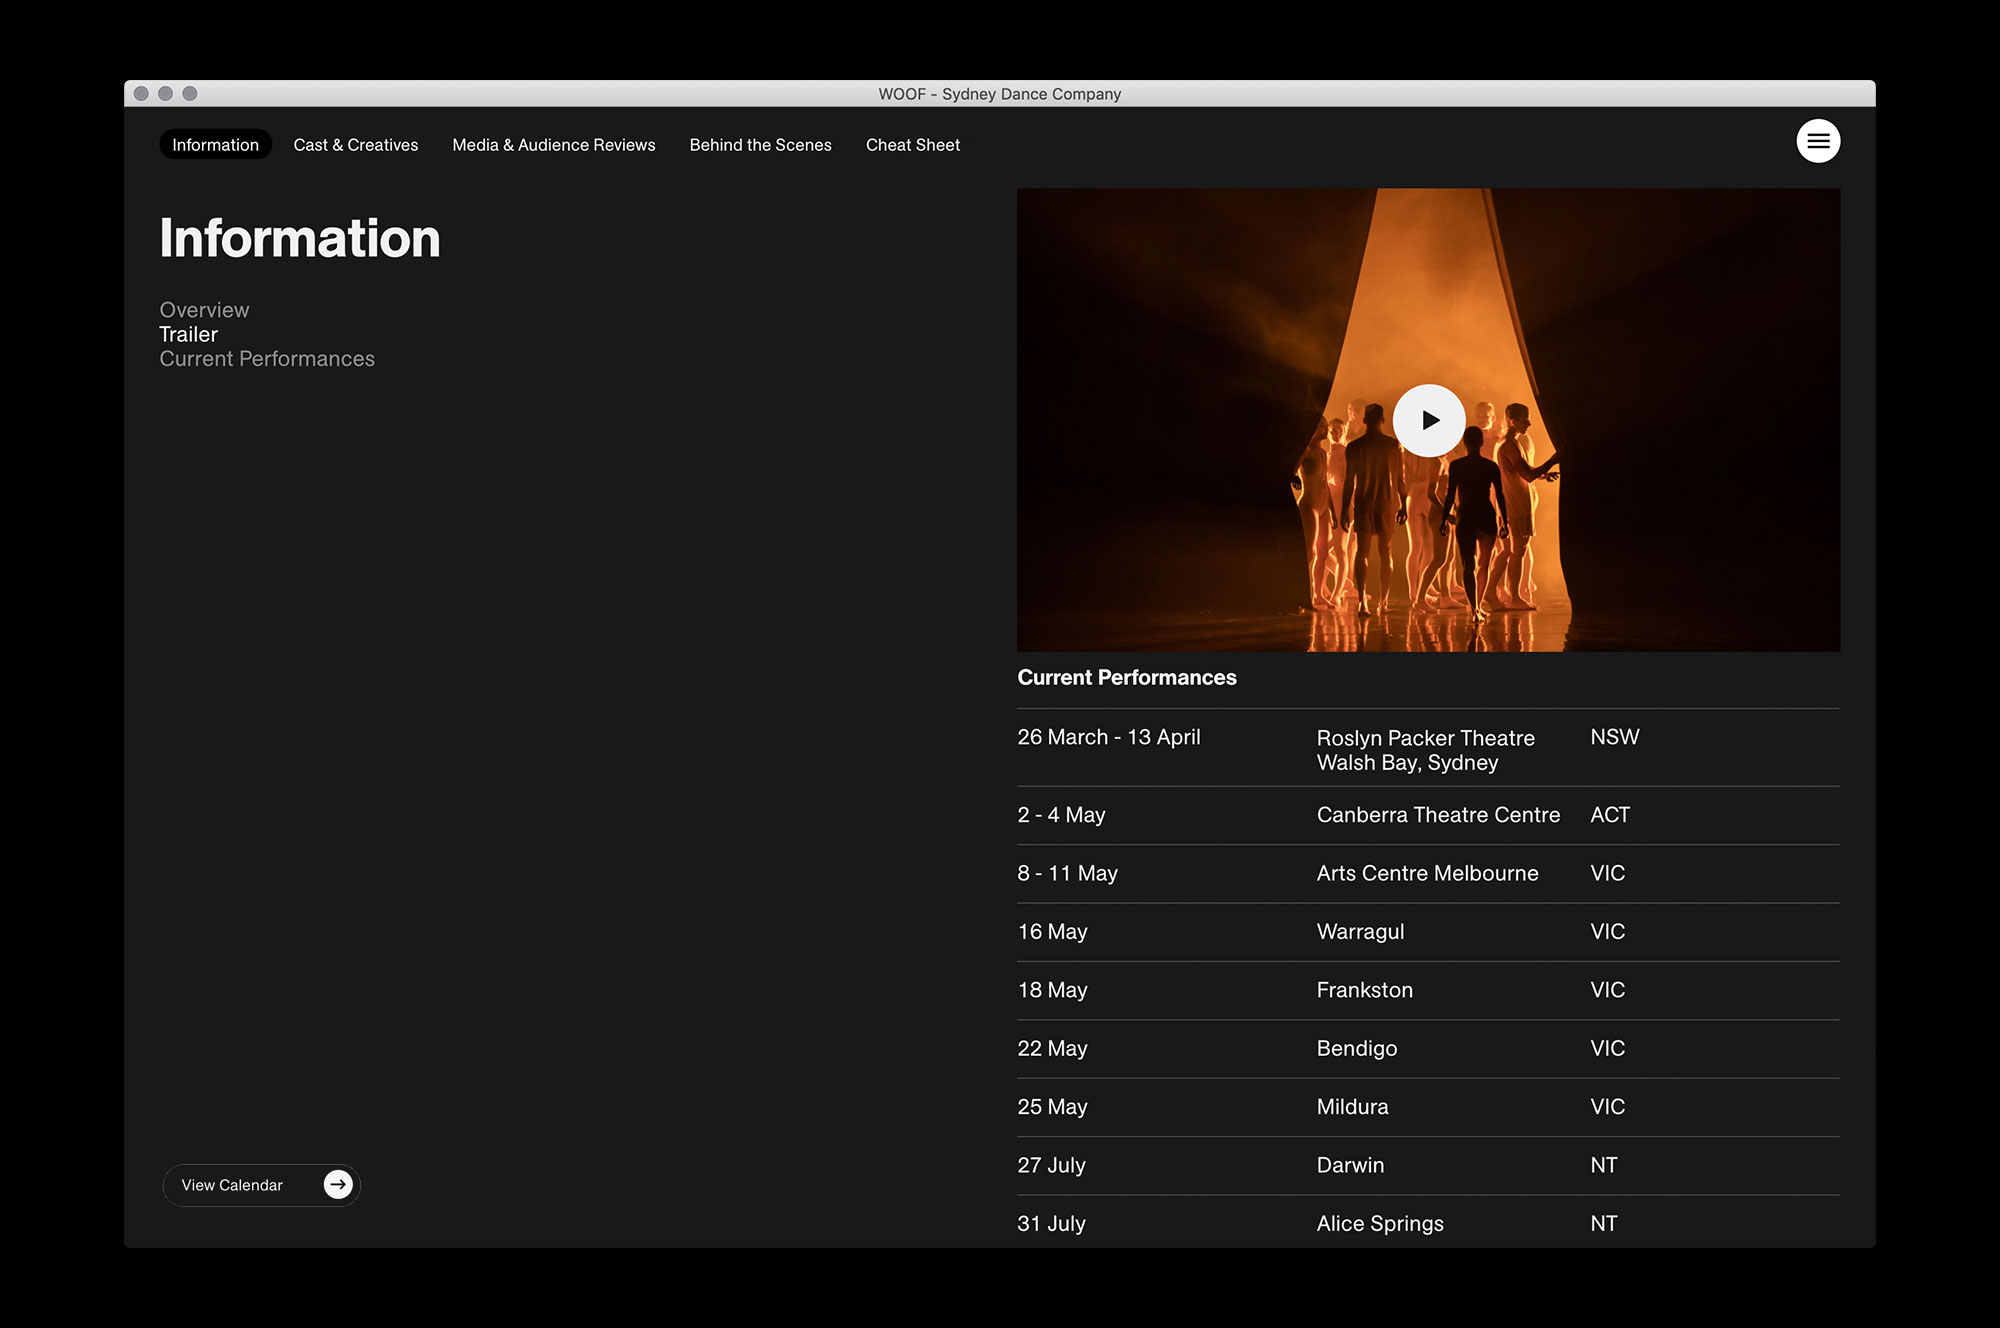 WOOF - Sydney Dance Company
Information
Cast & Creatives
Media & Audience Reviews
Behind the Scenes
Cheat Sheet
Information
Overview
Trailer
Current Performances
View Calendar
Current Performances
26 March - 13 April
Roslyn Packer Theatre
Walsh Bay, Sydney
NSW
2 - 4 May
Canberra Theatre Centre
ACT
8 - 11 May
Arts Centre Melbourne
VIC
16 May
Warragul
VIC
18 May
Frankston
VIC
22 May
Bendigo
VIC
25 May
Mildura
VIC
27 July
Darwin
NT
31 July
Alice Springs
NT